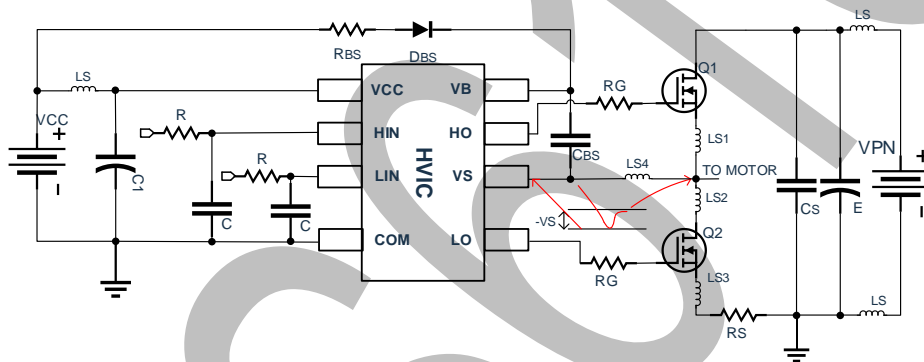 RBS
DBS
LS
LS
VCC
+
VCC
VB
Q1
RG
R
HIN
HO
LS1
VPN
+
C1
R
CBS
LS4
TO MOTOR
LIN
HVIC
VS
LS2
CS
E
C
C
-VS
Q2
COM
LO
RG
LS3
LS
RS